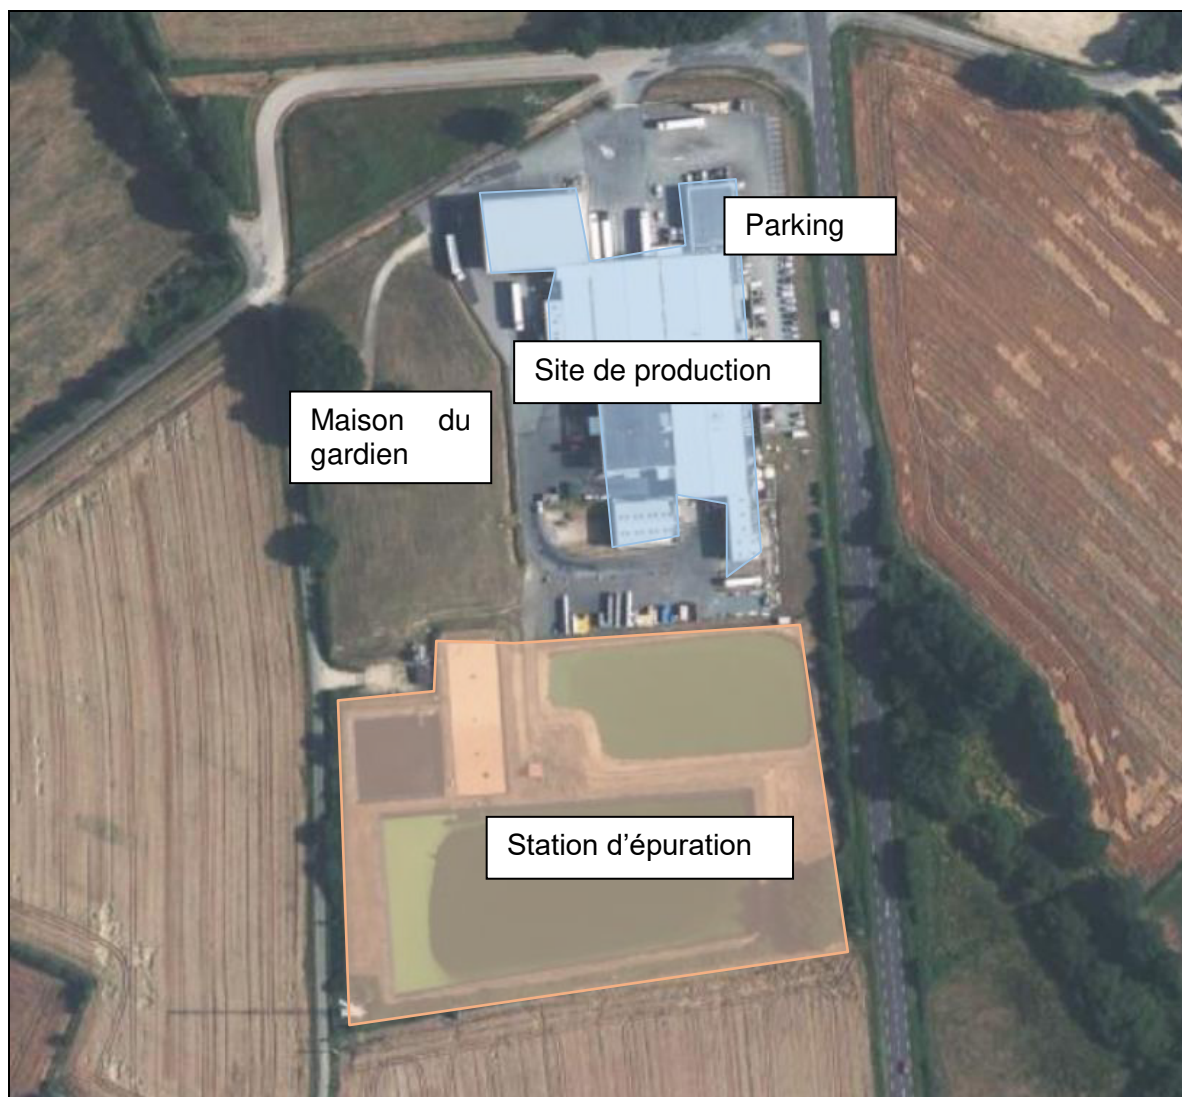 Parking
Site de production
Maison du
gardien
Station d'épuration